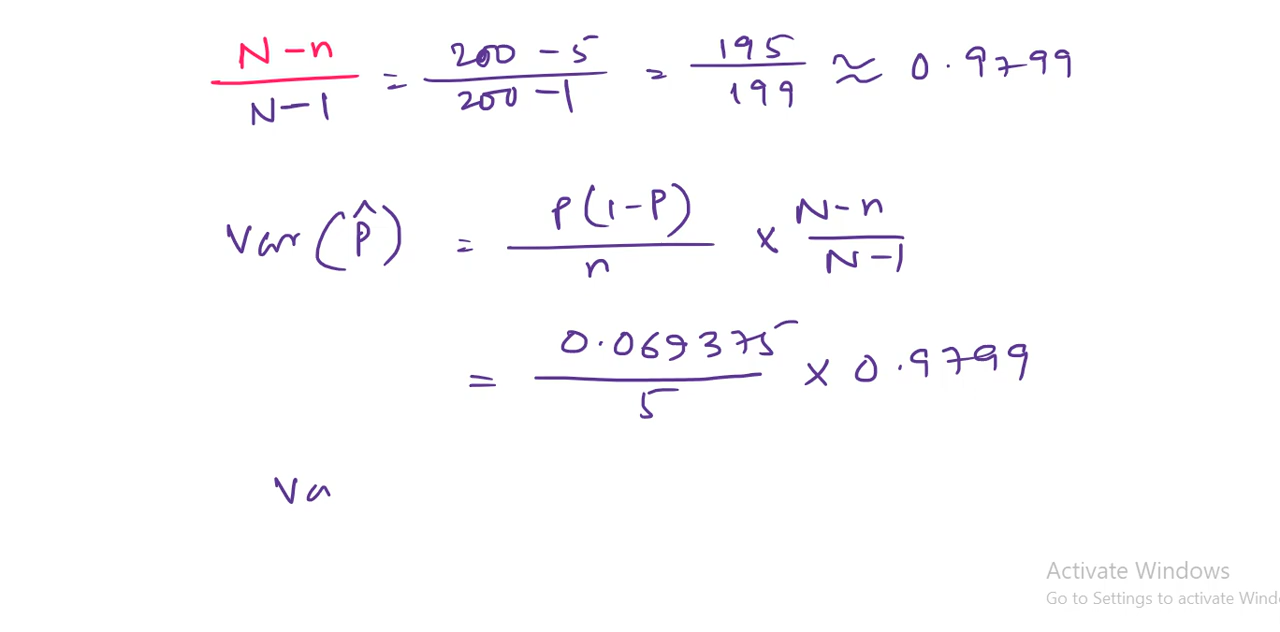 N-n / N-1 = 200-5 / 200-1 = 195 / 199 ≈ 0.9799
Var(p̂) = P(1-P) / n × N-n / N-1
= 0.069375 / 5 × 0.9799
Va
Activate Windows
Go to Settings to activate Wind